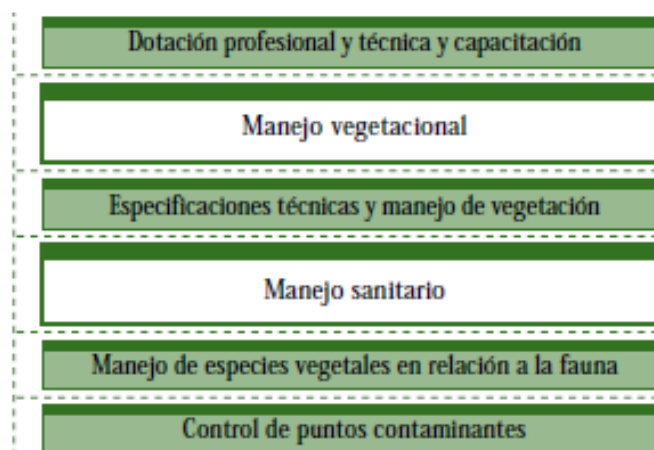 Dotación profesional y técnica y capacitación
Manejo vegetacional
Especificaciones técnicas y manejo de vegetación
Manejo sanitario
Manejo de especies vegetales en relación a la fauna
Control de puntos contaminantes